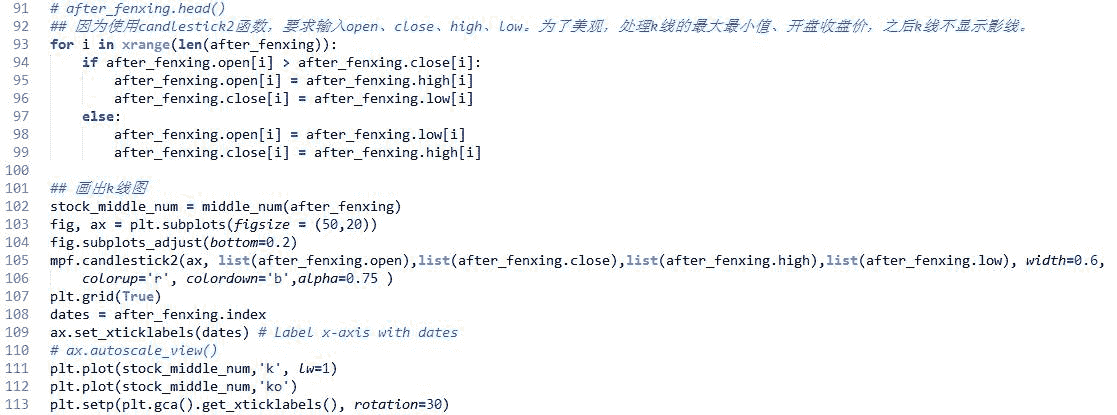 91 # after_fenxing.head()
92 ## 因为使用candlestick2函数，要求输入open、close、high、low。为了美观，处理k线的最大最小值、开盘收盘价，之后k线不显示影线。
93 for i in xrange(len(after_fenxing)):
94     if after_fenxing.open[i] > after_fenxing.close[i]:
95         after_fenxing.open[i] = after_fenxing.high[i]
96         after_fenxing.close[i] = after_fenxing.low[i]
97     else:
98         after_fenxing.open[i] = after_fenxing.low[i]
99         after_fenxing.close[i] = after_fenxing.high[i]
100
101 ## 画出k线图
102 stock_middle_num = middle_num(after_fenxing)
103 fig, ax = plt.subplots(figsize = (50,20))
104 fig.subplots_adjust(bottom=0.2)
105 mpf.candlestick2(ax, list(after_fenxing.open),list(after_fenxing.close),list(after_fenxing.high),list(after_fenxing.low), width=0.6,
106     colorup='r', colordown='b',alpha=0.75 )
107 plt.grid(True)
108 dates = after_fenxing.index
109 ax.set_xticklabels(dates) # Label x-axis with dates
110 # ax.autoscale_view()
111 plt.plot(stock_middle_num,'k', lw=1)
112 plt.plot(stock_middle_num,'ko')
113 plt.setp(plt.gca().get_xticklabels(), rotation=30)